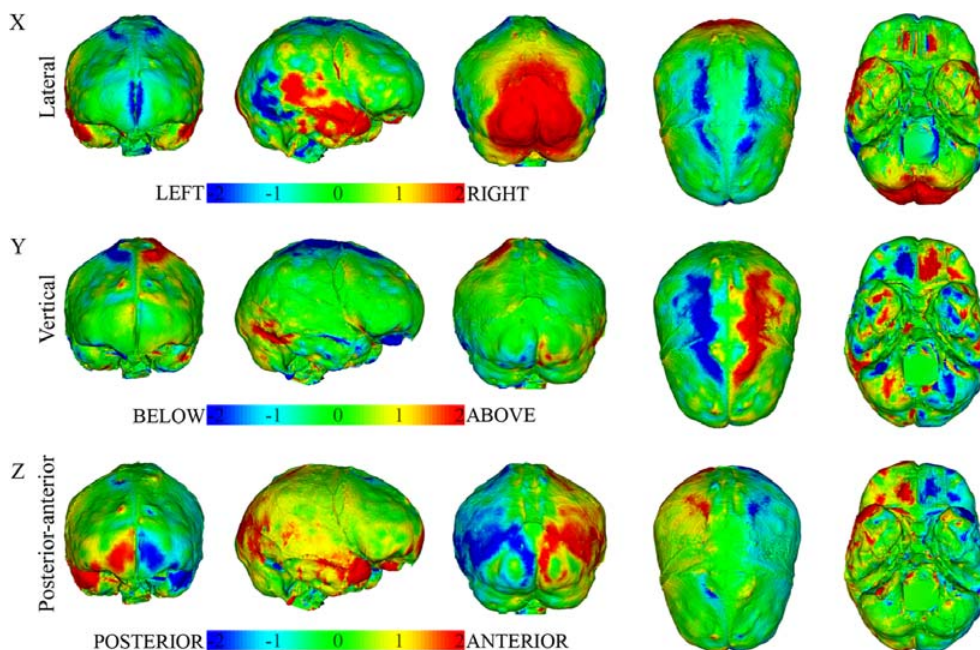 X
Lateral
LEFT -2 -1 0 1 2 RIGHT
Y
Vertical
BELOW -2 -1 0 1 2 ABOVE
Z
Posterior-anterior
POSTERIOR -2 -1 0 1 2 ANTERIOR